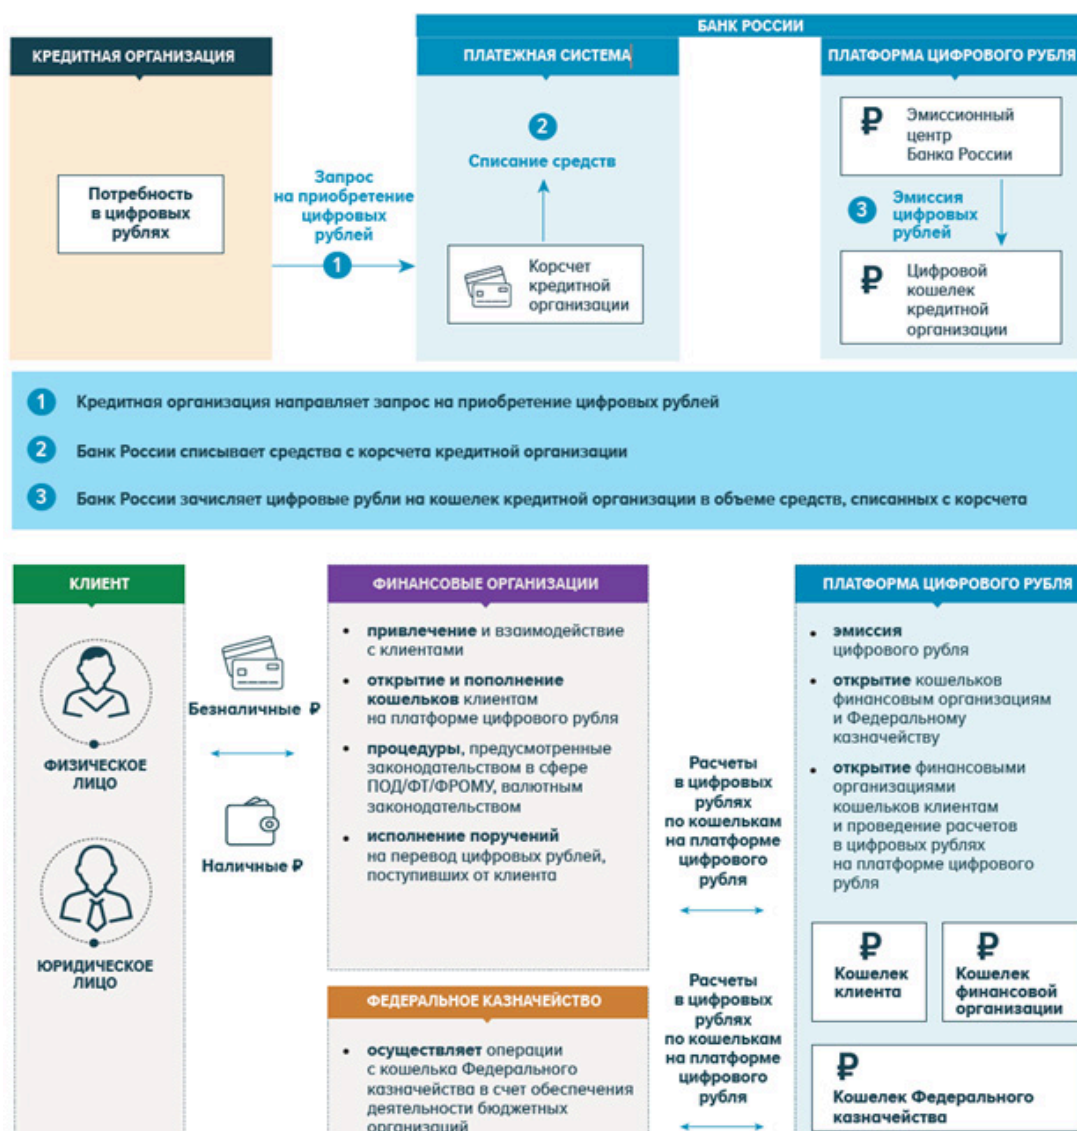 БАНК РОССИИ
КРЕДИТНАЯ ОРГАНИЗАЦИЯ
ПЛАТЕЖНАЯ СИСТЕМА
ПЛАТФОРМА ЦИФРОВОГО РУБЛЯ
Потребность
в цифровых
рублях
Запрос
на приобретение
цифровых
рублей
1
2
Списание средств
Корсчет
кредитной
организации
₽
Эмиссионный
центр
Банка России
3
Эмиссия
цифровых
рублей
₽
Цифровой
кошелек
кредитной
организации
1 Кредитная организация направляет запрос на приобретение цифровых рублей
2 Банк России списывает средства с корсчета кредитной организации
3 Банк России зачисляет цифровые рубли на кошелек кредитной организации в объеме средств, списанных с корсчета
КЛИЕНТ
ФИЗИЧЕСКОЕ
ЛИЦО
ЮРИДИЧЕСКОЕ
ЛИЦО
Безналичные ₽
Наличные ₽
ФИНАНСОВЫЕ ОРГАНИЗАЦИИ
• привлечение и взаимодействие
с клиентами
• открытие и пополнение
кошельков клиентам
на платформе цифрового рубля
• процедуры, предусмотренные
законодательством в сфере
ПОД/ФТ/ФРОМУ, валютным
законодательством
• исполнение поручений
на перевод цифровых рублей,
поступивших от клиента
ФЕДЕРАЛЬНОЕ КАЗНАЧЕЙСТВО
• осуществляет операции
с кошелька Федерального
казначейства в счет обеспечения
деятельности бюджетных
организаций
Расчеты
в цифровых
рублях
по кошелькам
на платформе
цифрового
рубля
Расчеты
в цифровых
рублях
по кошелькам
на платформе
цифрового
рубля
ПЛАТФОРМА ЦИФРОВОГО РУБЛЯ
• эмиссия
цифрового рубля
• открытие кошельков
финансовым организациям
и Федеральному
казначейству
• открытие финансовыми
организациями
кошельков клиентам
и проведение расчетов
в цифровых рублях
на платформе цифрового
рубля
₽
Кошелек
клиента
₽
Кошелек
финансовой
организации
₽
Кошелек Федерального
казначейства